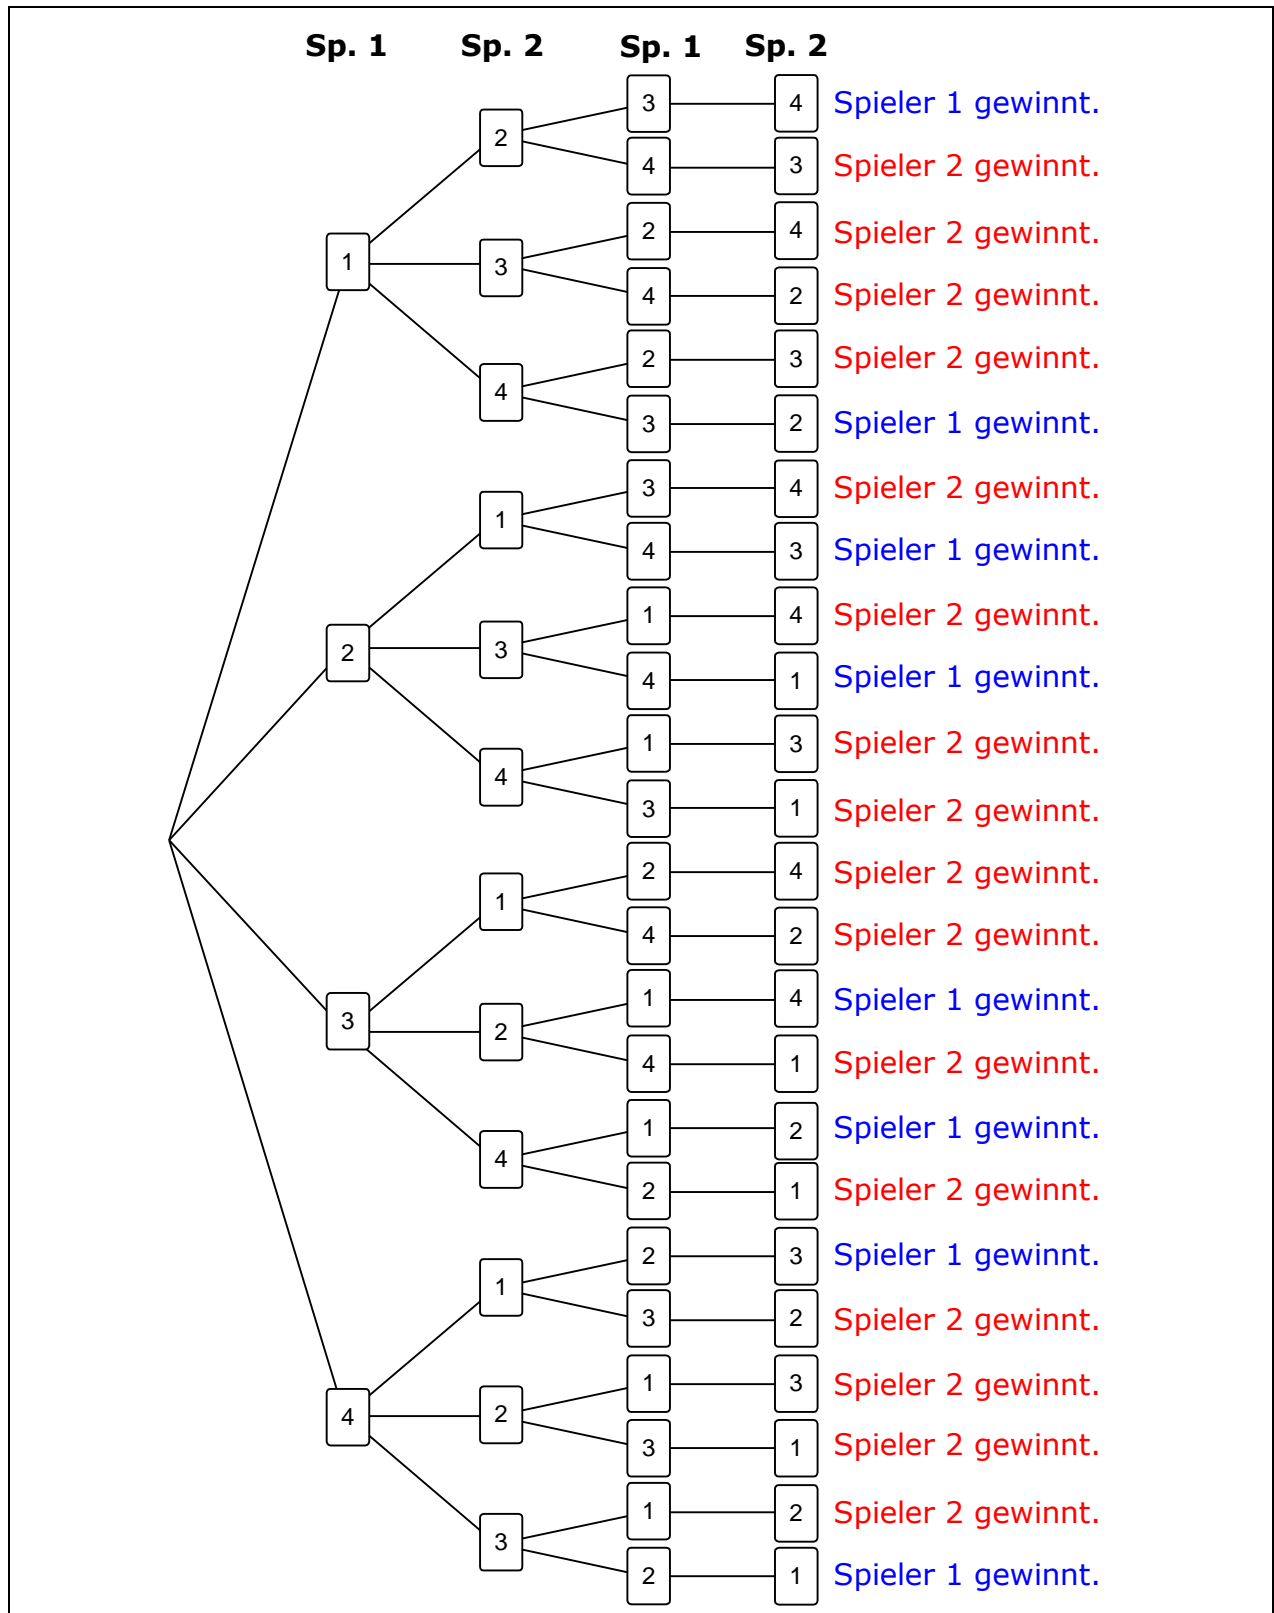 Sp. 1 Sp. 2 Sp. 1 Sp. 2
3 4 Spieler 1 gewinnt.
2
4 3 Spieler 2 gewinnt.
2 4 Spieler 2 gewinnt.
1 3
4 2 Spieler 2 gewinnt.
2 3 Spieler 2 gewinnt.
4
3 2 Spieler 1 gewinnt.
3 4 Spieler 2 gewinnt.
1
4 3 Spieler 1 gewinnt.
1 4 Spieler 2 gewinnt.
2 3
4 1 Spieler 1 gewinnt.
1 3 Spieler 2 gewinnt.
4
3 1 Spieler 2 gewinnt.
2 4 Spieler 2 gewinnt.
1
4 2 Spieler 2 gewinnt.
1 4 Spieler 1 gewinnt.
3 2
4 1 Spieler 2 gewinnt.
1 2 Spieler 1 gewinnt.
4
2 1 Spieler 2 gewinnt.
2 3 Spieler 1 gewinnt.
1
3 2 Spieler 2 gewinnt.
1 3 Spieler 2 gewinnt.
4 2
3 1 Spieler 2 gewinnt.
1 2 Spieler 2 gewinnt.
3
2 1 Spieler 1 gewinnt.